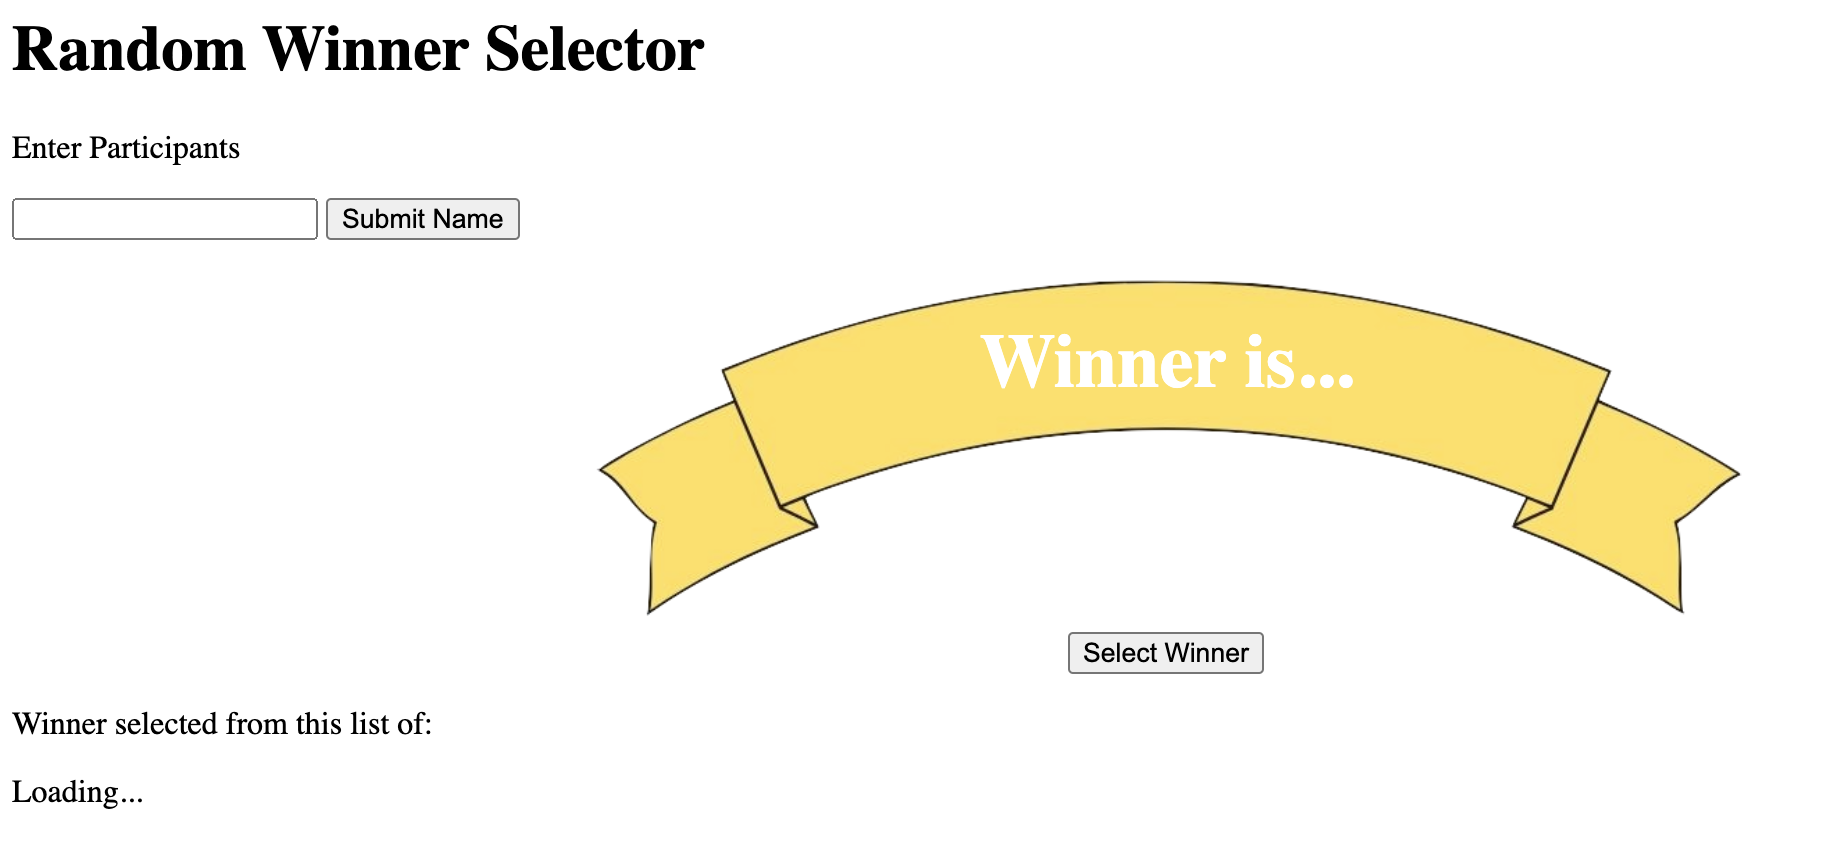 Random Winner Selector
Enter Participants
Submit Name
Winner is...
Select Winner
Winner selected from this list of:
Loading...